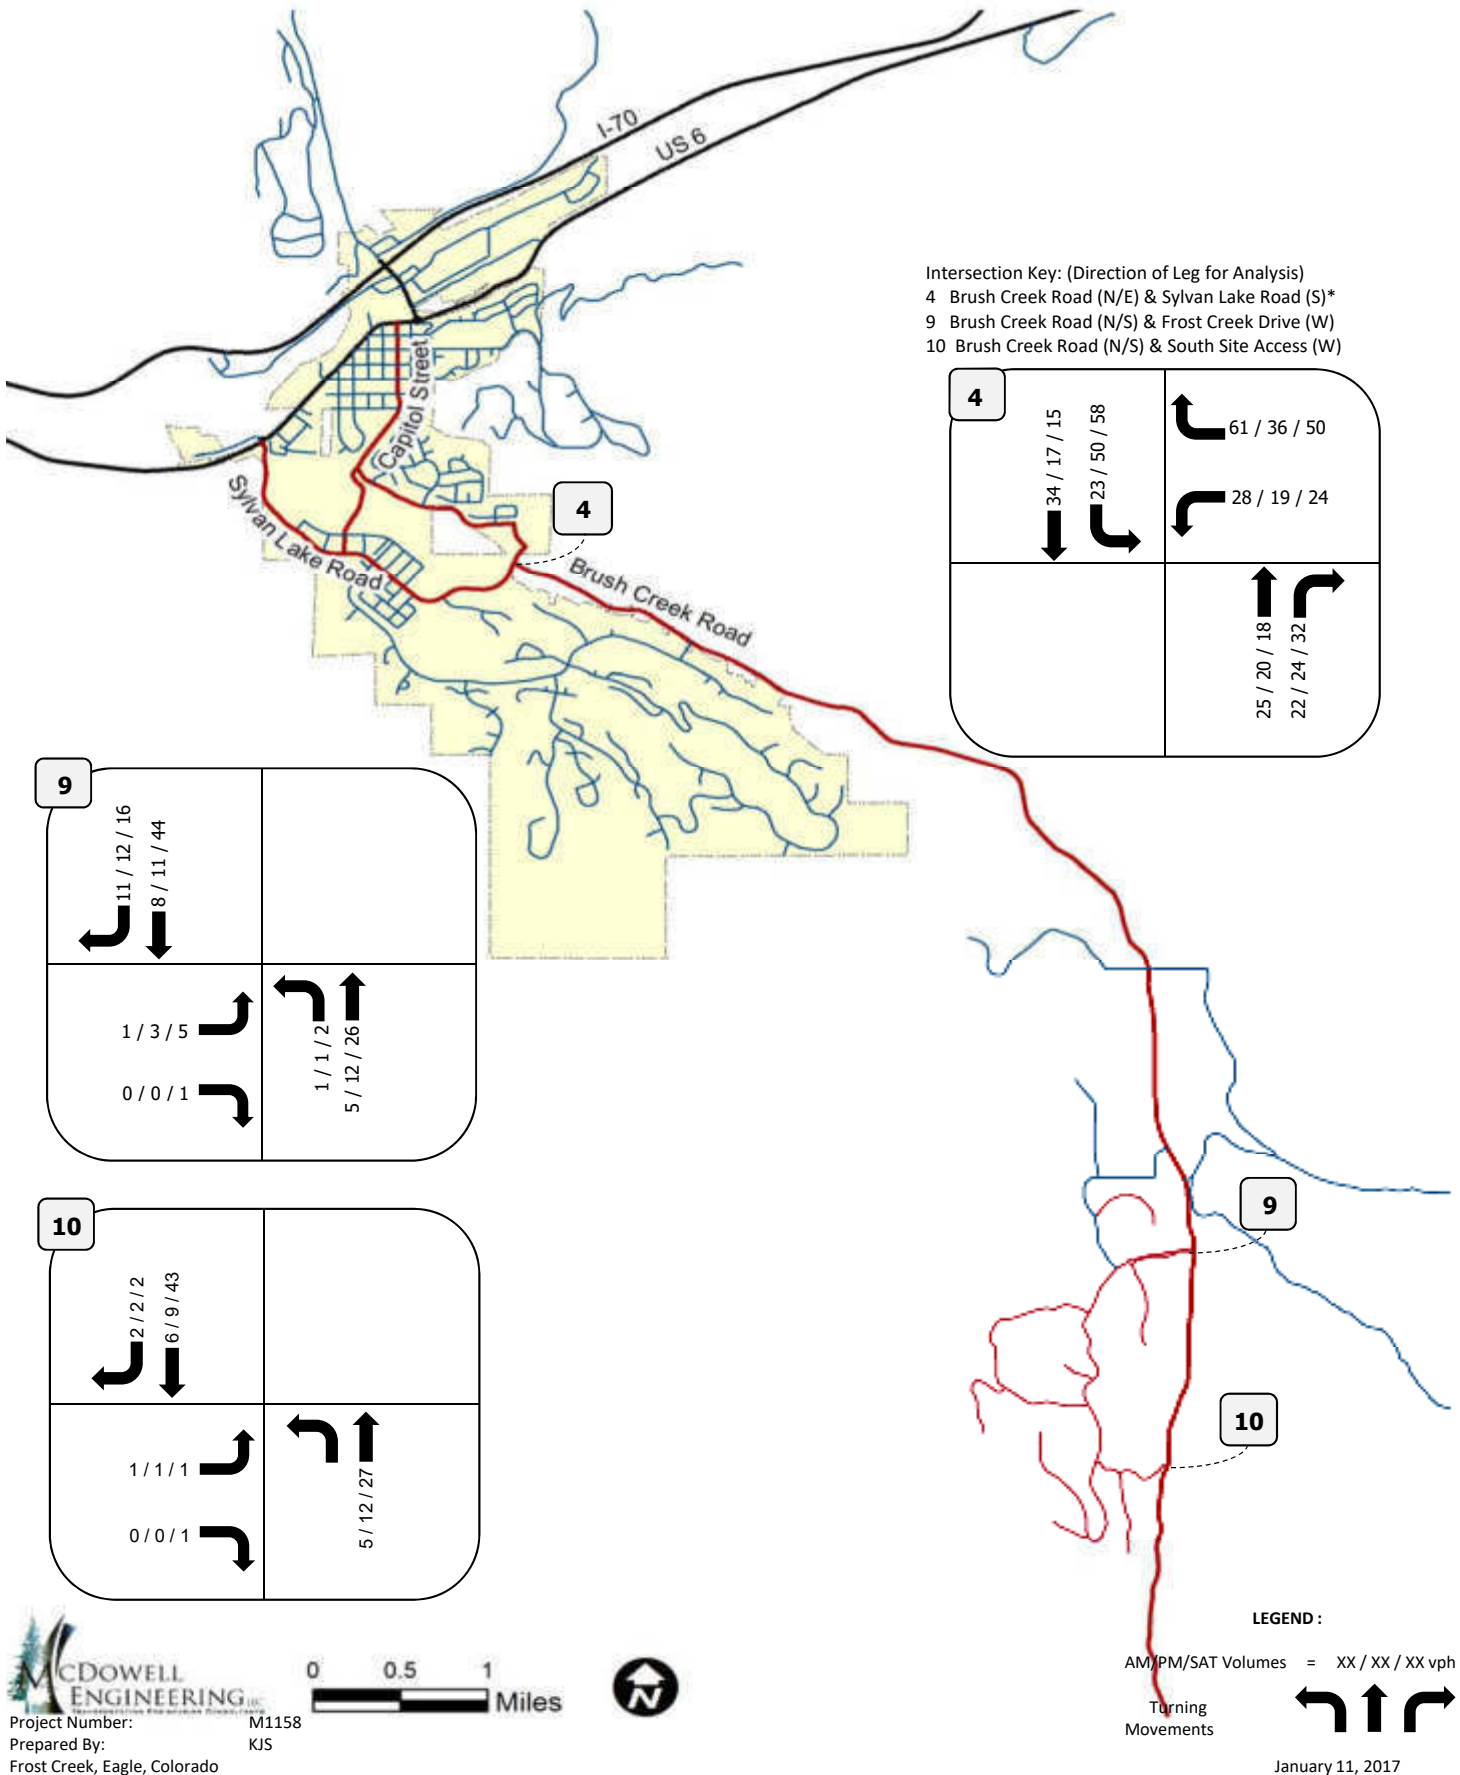 I-70
US 6
Intersection Key: (Direction of Leg for Analysis)
4 Brush Creek Road (N/E) & Sylvan Lake Road (S)*
9 Brush Creek Road (N/S) & Frost Creek Drive (W)
10 Brush Creek Road (N/S) & South Site Access (W)
Capitol Street
Sylvan Lake Road
Brush Creek Road
4
4
34 / 17 / 15
23 / 50 / 58
61 / 36 / 50
28 / 19 / 24
25 / 20 / 18
22 / 24 / 32
9
11 / 12 / 16
8 / 11 / 44
1 / 3 / 5
0 / 0 / 1
1 / 1 / 2
5 / 12 / 26
9
10
10
2 / 2 / 2
6 / 9 / 43
1 / 1 / 1
0 / 0 / 1
5 / 12 / 27
MCDOWELL
ENGINEERING LLC
Project Number: M1158
Prepared By: KJS
Frost Creek, Eagle, Colorado
0 0.5 1
Miles
N
LEGEND :
AM/PM/SAT Volumes = XX / XX / XX vph
Turning
Movements
January 11, 2017